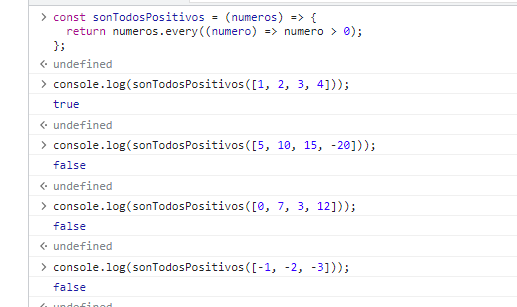 > const sonTodosPositivos = (numeros) => {
return numeros.every((numero) => numero > 0);
};
undefined
> console.log(sonTodosPositivos([1, 2, 3, 4]));
true
undefined
> console.log(sonTodosPositivos([5, 10, 15, -20]));
false
undefined
> console.log(sonTodosPositivos([0, 7, 3, 12]));
false
undefined
> console.log(sonTodosPositivos([-1, -2, -3]));
false
undefined